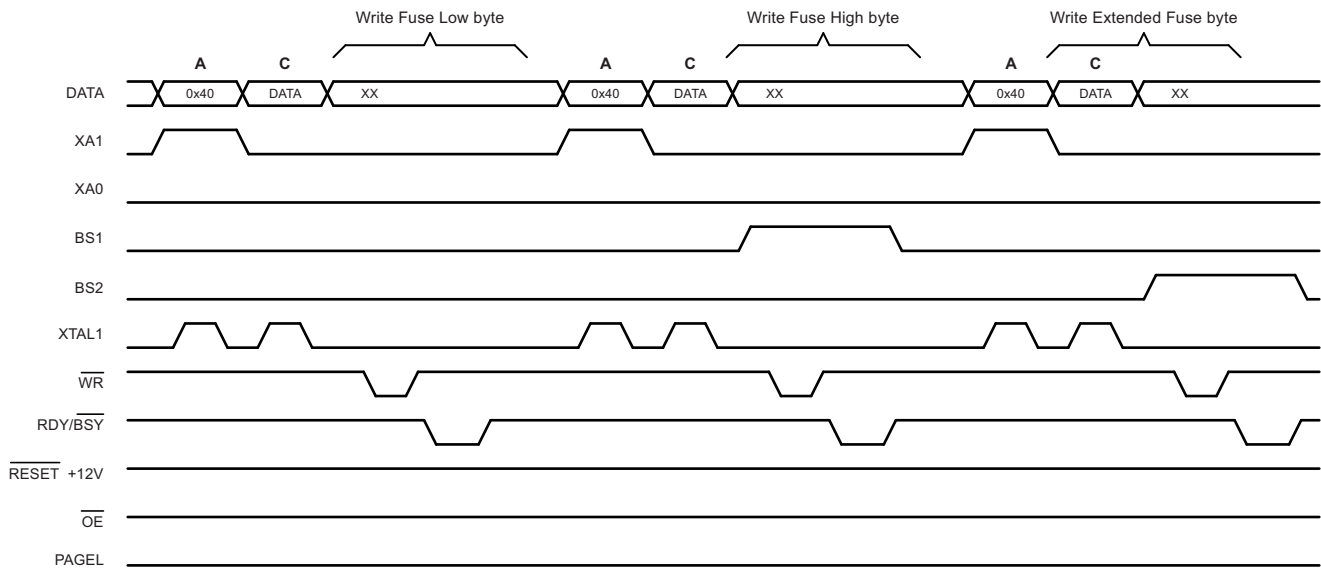 Write Fuse Low byte Write Fuse High byte Write Extended Fuse byte
A C A C A C
DATA 0x40 DATA XX 0x40 DATA XX 0x40 DATA XX
XA1
XA0
BS1
BS2
XTAL1
WR
RDY/BSY
RESET +12V
OE
PAGEL